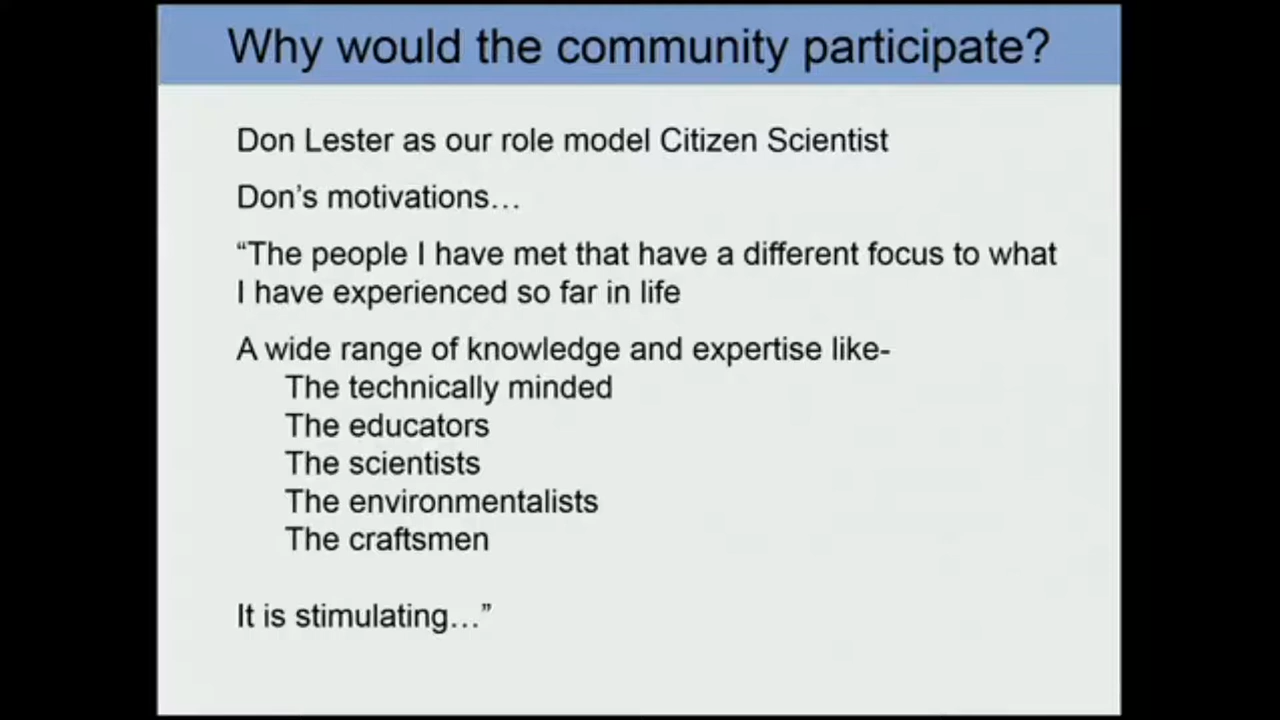 Why would the community participate?
Don Lester as our role model Citizen Scientist
Don’s motivations…
“The people I have met that have a different focus to what
I have experienced so far in life
A wide range of knowledge and expertise like-
The technically minded
The educators
The scientists
The environmentalists
The craftsmen
It is stimulating…”